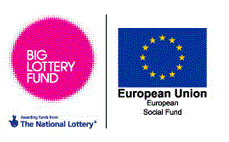 BIG
LOTTERY
FUND
Awarding funds from
The National Lottery®
European Union
European
Social Fund